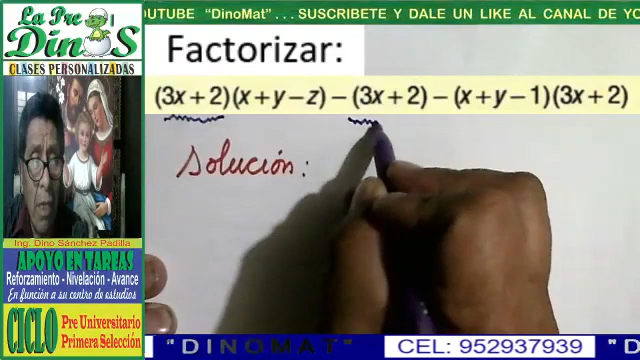 OUTUBE "DinoMat"... SUSCRIBETE Y DALE UN LIKE AL CANAL DE YO
La Pre
DinoS
CLASES PERSONALIZADAS
Factorizar:
(3x+2)(x+y−z)−(3x+2)−(x+y−1)(3x+2)
Solución:
Ing. Dino Sánchez Padilla
APOYO EN TAREAS
Reforzamiento - Nivelación - Avance
En función a su centro de estudios
CICLO Pre Universitario
Primera Selección
"DINOMAT"
CEL: 952937939
"D